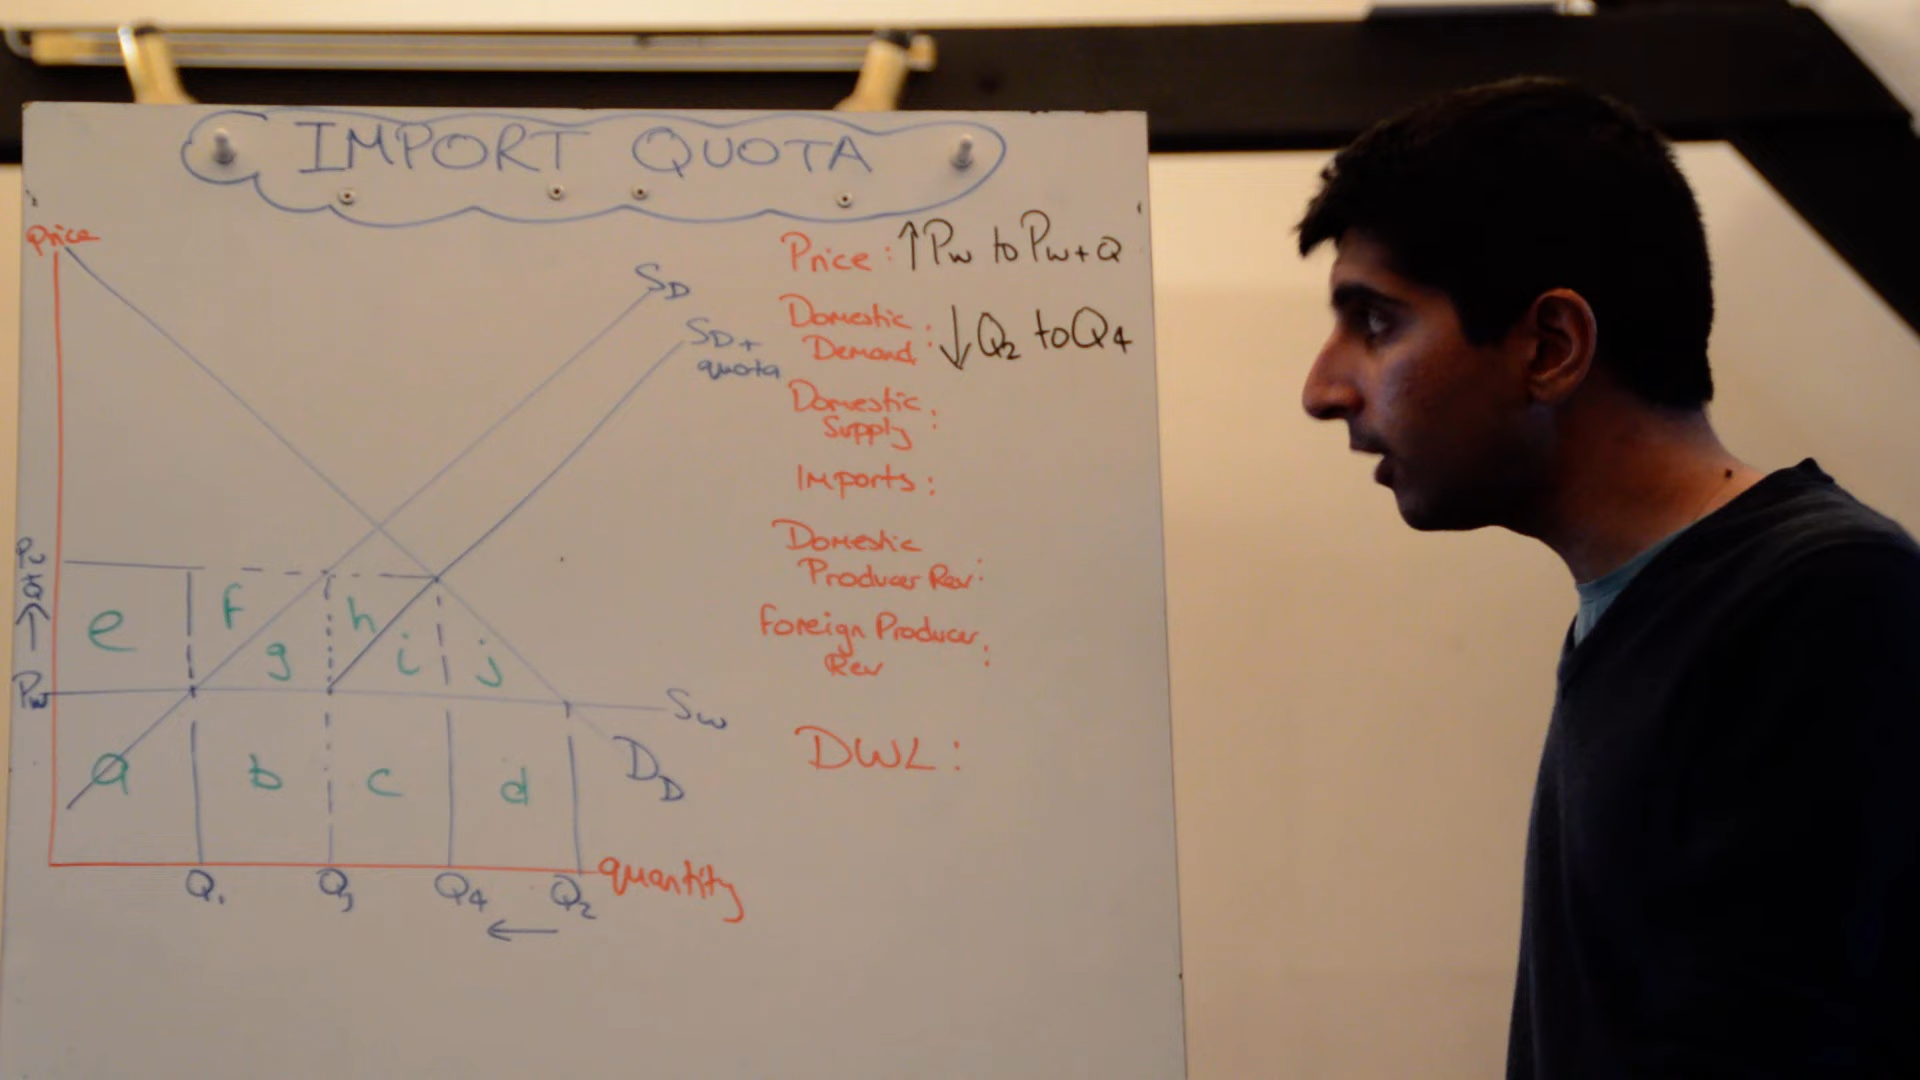 IMPORT QUOTA
Price
SD
SD+
quota
Price: ↑Pw to Pw+Q
Domestic
Demand: ↓Q2 to Q4
Domestic
Supply:
Imports:
Domestic
Producer Rev:
Foreign Producer
Rev:
DWL:
e f g h i j
Pw
Sw
DD
a b c d
Q1 Q3 Q4 Q2 quantity